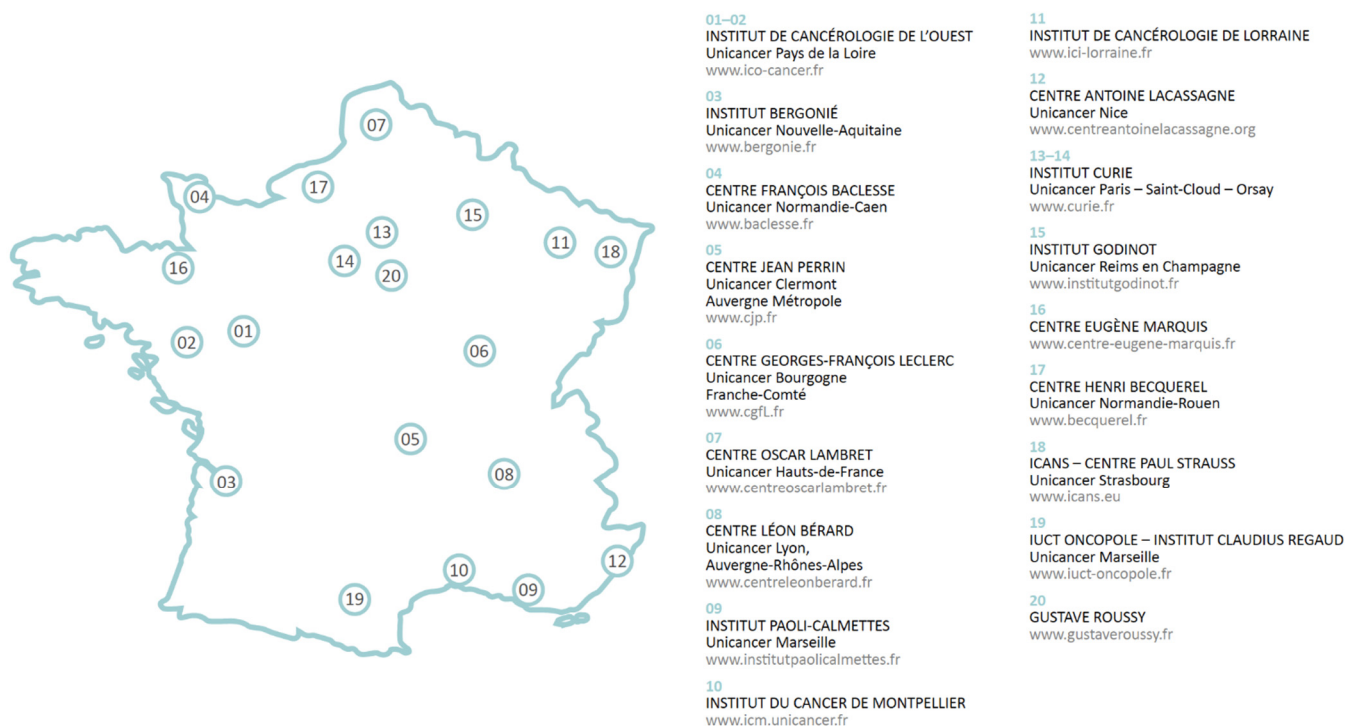 07
04
17
15
13
11
18
14
16
20
01
02
06
05
08
03
12
10
09
19
01–02
INSTITUT DE CANCÉROLOGIE DE L'OUEST
Unicancer Pays de la Loire
www.ico-cancer.fr
03
INSTITUT BERGONIÉ
Unicancer Nouvelle-Aquitaine
www.bergonie.fr
04
CENTRE FRANÇOIS BACLESSE
Unicancer Normandie-Caen
www.baclesse.fr
05
CENTRE JEAN PERRIN
Unicancer Clermont
Auvergne Métropole
www.cjp.fr
06
CENTRE GEORGES-FRANÇOIS LECLERC
Unicancer Bourgogne
Franche-Comté
www.cgfL.fr
07
CENTRE OSCAR LAMBRET
Unicancer Hauts-de-France
www.centreoscarlambret.fr
08
CENTRE LÉON BÉRARD
Unicancer Lyon,
Auvergne-Rhônes-Alpes
www.centreleonberard.fr
09
INSTITUT PAOLI-CALMETTES
Unicancer Marseille
www.institutpaolicalmettes.fr
10
INSTITUT DU CANCER DE MONTPELLIER
www.icm.unicancer.fr
11
INSTITUT DE CANCÉROLOGIE DE LORRAINE
www.ici-lorraine.fr
12
CENTRE ANTOINE LACASSAGNE
Unicancer Nice
www.centreantoinelacassagne.org
13–14
INSTITUT CURIE
Unicancer Paris – Saint-Cloud – Orsay
www.curie.fr
15
INSTITUT GODINOT
Unicancer Reims en Champagne
www.institutgodinot.fr
16
CENTRE EUGÈNE MARQUIS
www.centre-eugene-marquis.fr
17
CENTRE HENRI BECQUEREL
Unicancer Normandie-Rouen
www.becquerel.fr
18
ICANS – CENTRE PAUL STRAUSS
Unicancer Strasbourg
www.icans.eu
19
IUCT ONCOPOLE – INSTITUT CLAUDIUS REGAUD
Unicancer Marseille
www.iuct-oncopole.fr
20
GUSTAVE ROUSSY
www.gustaveroussy.fr